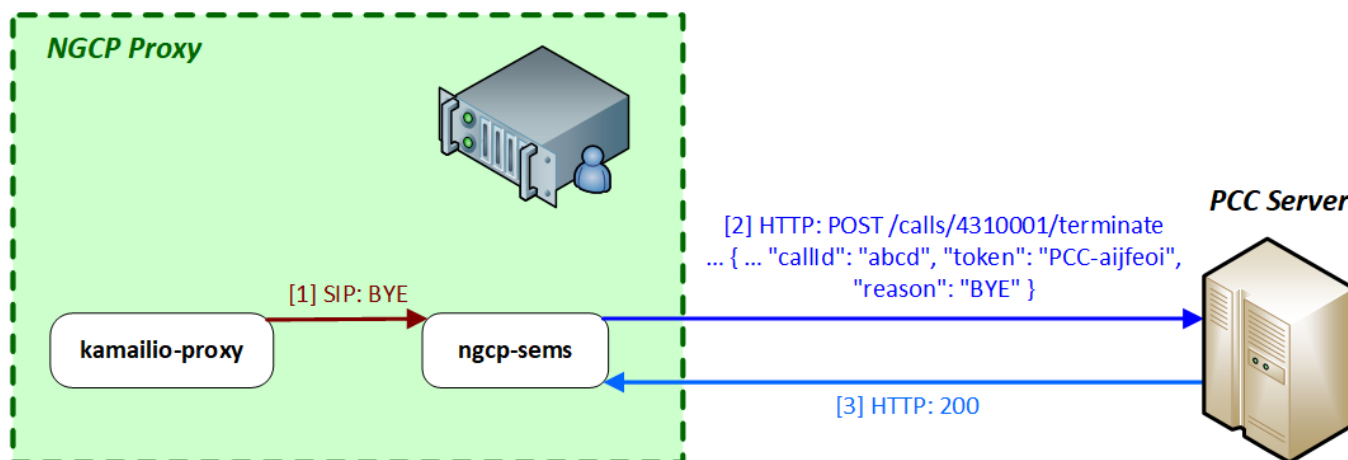 NGCP Proxy
PCC Server
[2] HTTP: POST /calls/4310001/terminate
... { ... "callId": "abcd", "token": "PCC-aijfeoi",
"reason": "BYE" }
[1] SIP: BYE
kamailio-proxy
ngcp-sems
[3] HTTP: 200